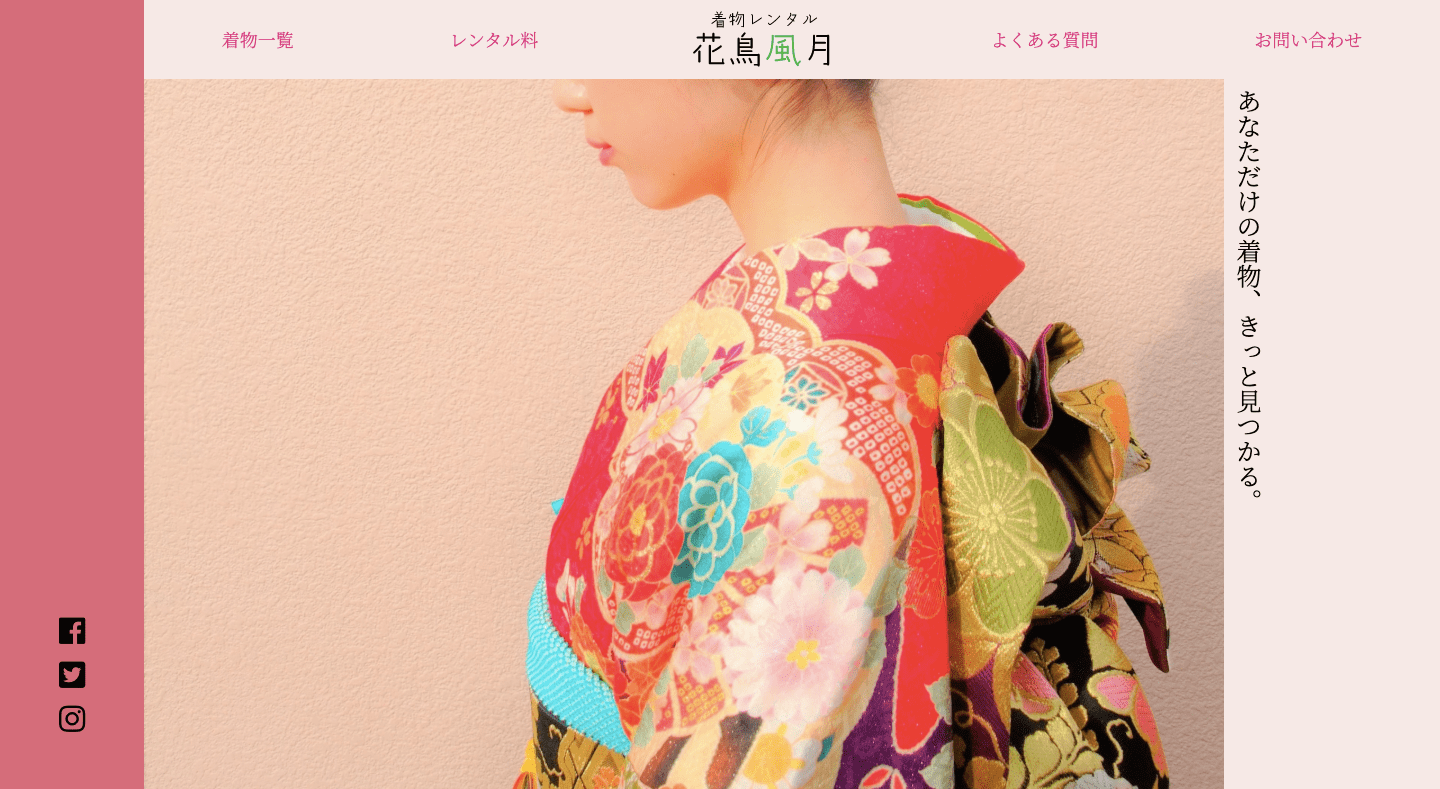 着物一覧
レンタル料
着物レンタル
花鳥風月
よくある質問
お問い合わせ
あなただけの着物、きっと見つかる。